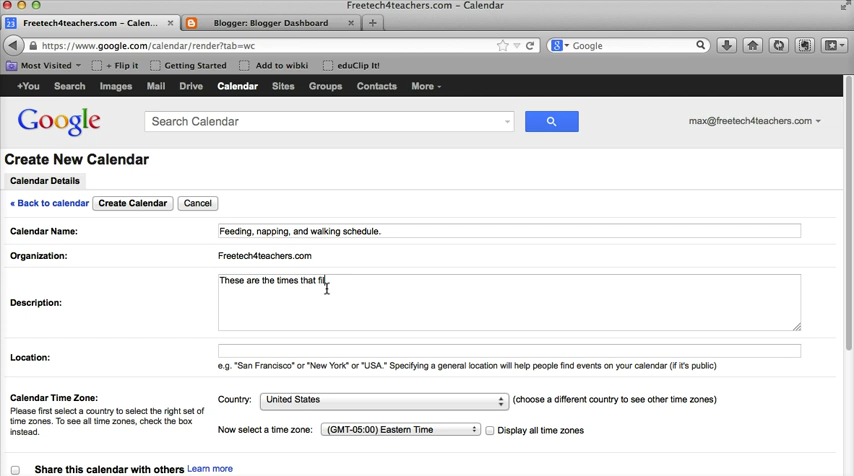 Freetech4teachers.com – Calendar
Freetech4teachers.com – Calen...
Blogger: Blogger Dashboard
https://www.google.com/calendar/render?tab=wc
Google
Most Visited
+ Flip it
Getting Started
Add to wibki
eduClip It!
+You Search Images Mail Drive Calendar Sites Groups Contacts More
Google
Search Calendar
max@freetech4teachers.com
Create New Calendar
Calendar Details
« Back to calendar Create Calendar Cancel
Calendar Name: Feeding, napping, and walking schedule.
Organization: Freetech4teachers.com
These are the times that fil
Description:
Location:
e.g. "San Francisco" or "New York" or "USA." Specifying a general location will help people find events on your calendar (if it's public)
Calendar Time Zone:
Please first select a country to select the right set of
time zones. To see all time zones, check the box
instead.
Country: United States (choose a different country to see other time zones)
Now select a time zone: (GMT-05:00) Eastern Time Display all time zones
Share this calendar with others Learn more